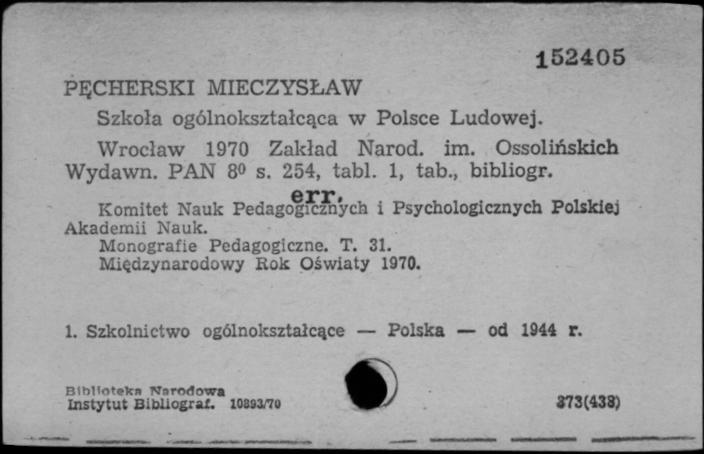 152405
PĘCHERSKI MIECZYSŁAW
Szkoła ogólnokształcąca w Polsce Ludowej.
Wrocław 1970 Zakład Narod. im. Ossolińskich
Wydawn. PAN 8⁰ s. 254, tabl. 1, tab., bibliogr.
err.
Komitet Nauk Pedagogicznych i Psychologicznych Polskiej
Akademii Nauk.
Monografie Pedagogiczne. T. 31.
Międzynarodowy Rok Oświaty 1970.
1. Szkolnictwo ogólnokształcące — Polska — od 1944 r.
Biblioteka Narodowa
Instytut Bibliograf. 10893/70
373(438)